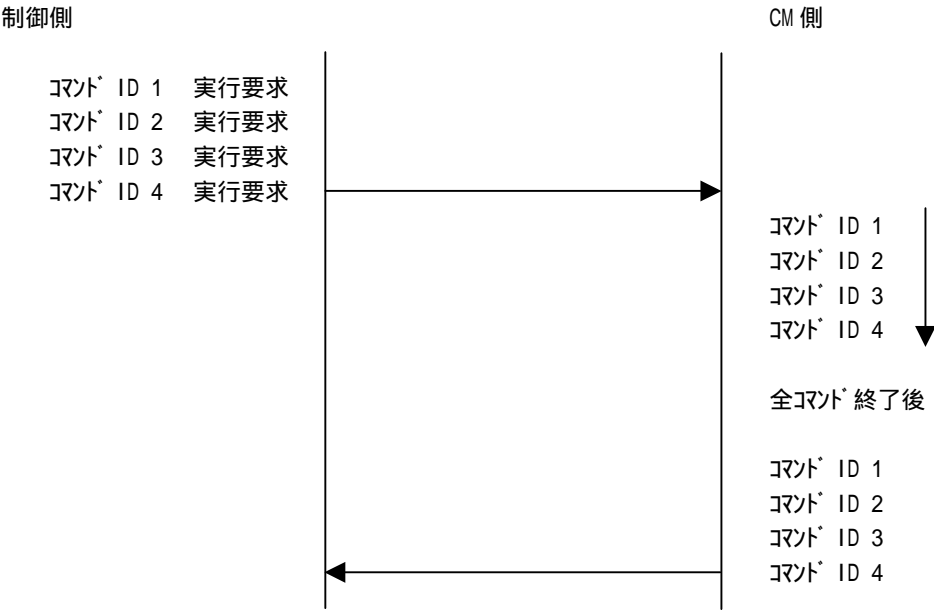 制御側
CM 側
ｺﾏﾝﾄﾞ ID 1 実行要求
ｺﾏﾝﾄﾞ ID 2 実行要求
ｺﾏﾝﾄﾞ ID 3 実行要求
ｺﾏﾝﾄﾞ ID 4 実行要求
ｺﾏﾝﾄﾞ ID 1
ｺﾏﾝﾄﾞ ID 2
ｺﾏﾝﾄﾞ ID 3
ｺﾏﾝﾄﾞ ID 4
全ｺﾏﾝﾄﾞ終了後
ｺﾏﾝﾄﾞ ID 1
ｺﾏﾝﾄﾞ ID 2
ｺﾏﾝﾄﾞ ID 3
ｺﾏﾝﾄﾞ ID 4